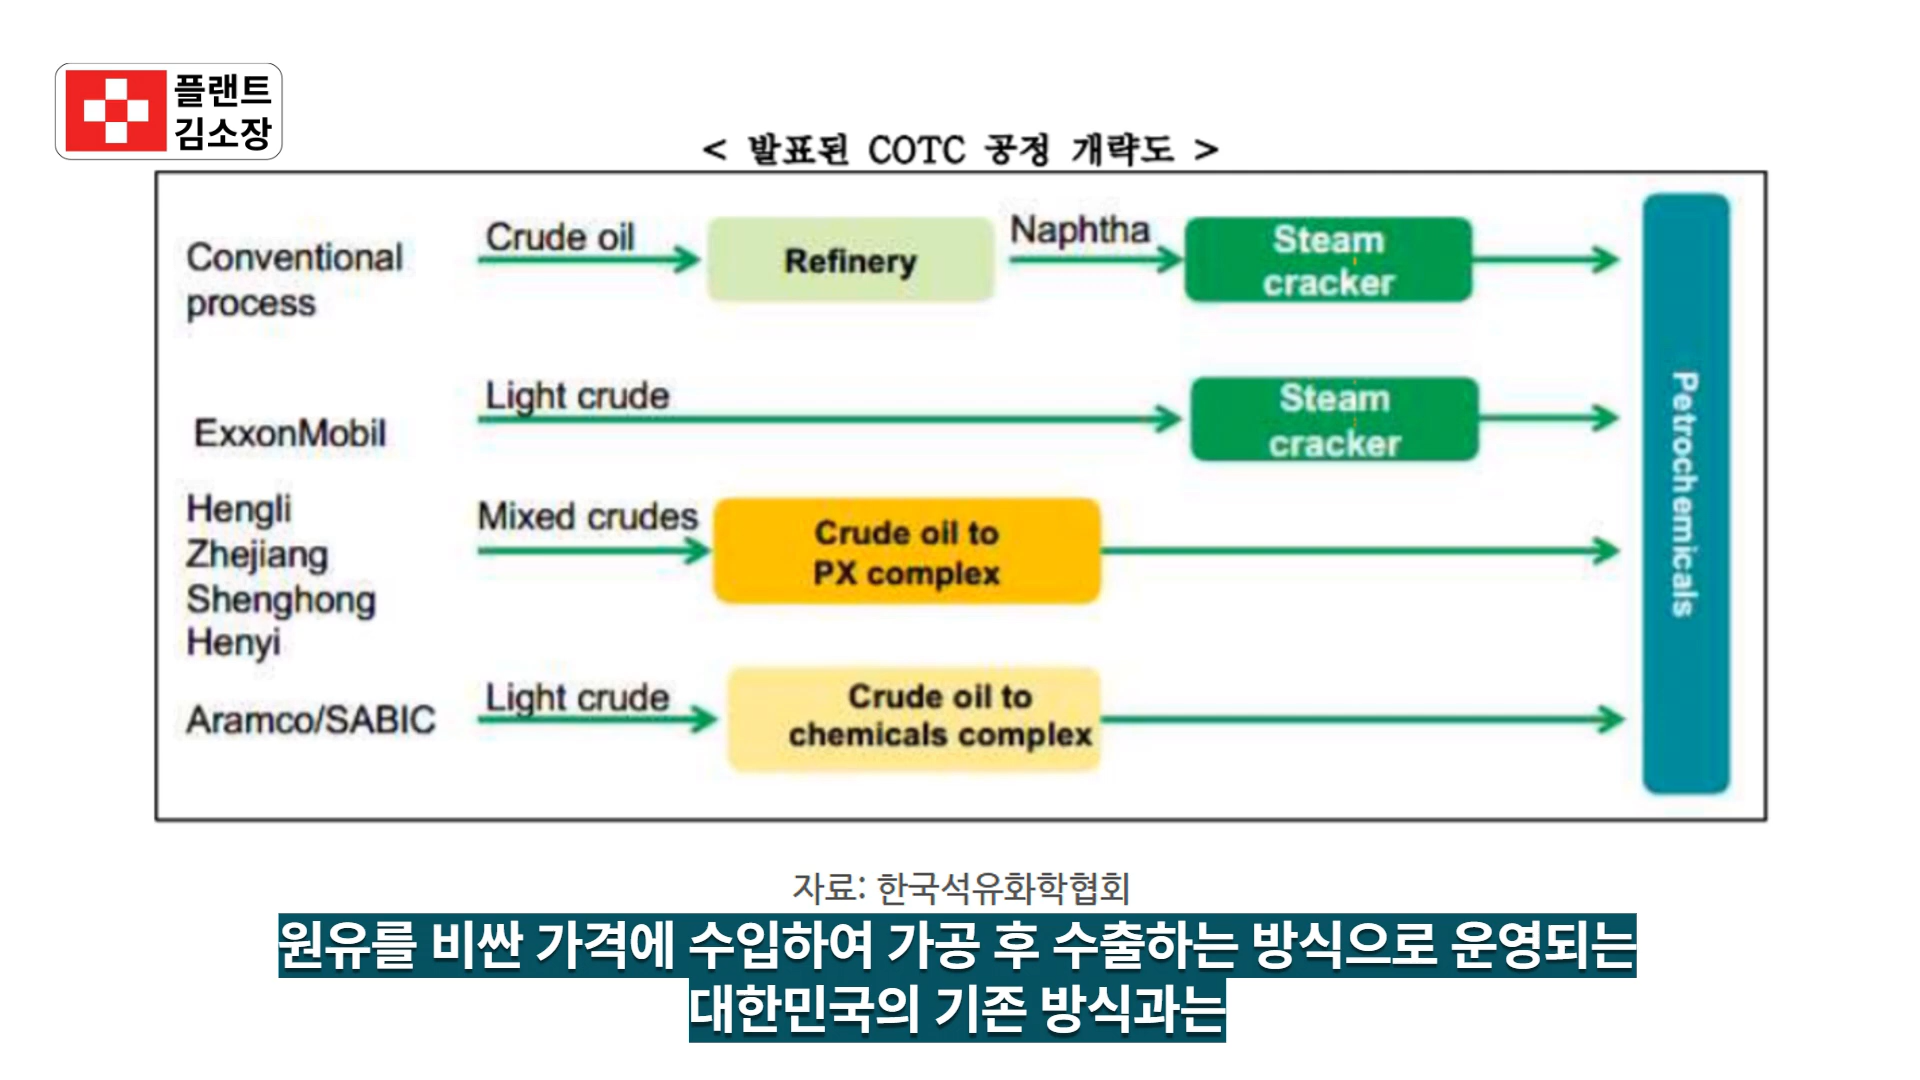 플랜트
김소장
< 발표된 COTC 공정 개략도 >
Conventional
process
Crude oil
Refinery
Naphtha
Steam
cracker
ExxonMobil
Light crude
Steam
cracker
Hengli
Zhejiang
Shenghong
Henyi
Mixed crudes
Crude oil to
PX complex
Aramco/SABIC
Light crude
Crude oil to
chemicals complex
Petrochemicals
자료: 한국석유화학협회
원유를 비싼 가격에 수입하여 가공 후 수출하는 방식으로 운영되는
대한민국의 기존 방식과는